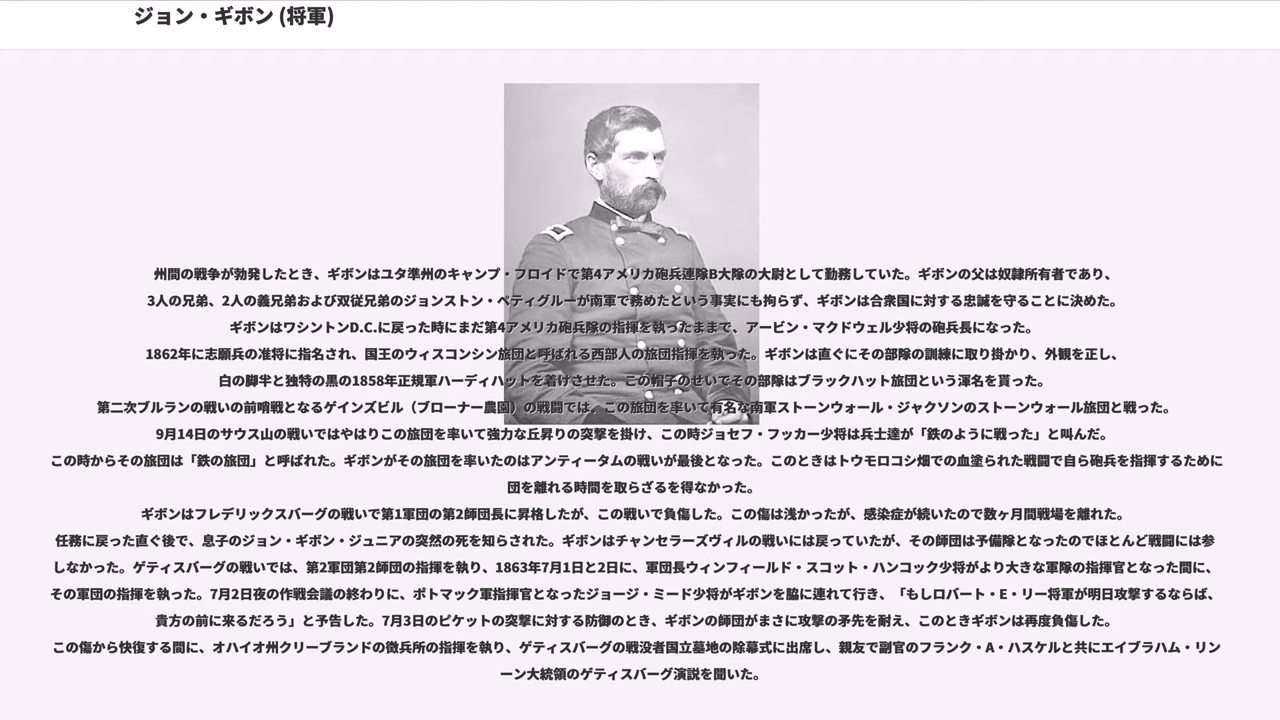 ジョン・ギボン (将軍)
州間の戦争が勃発したとき、ギボンはユタ準州のキャンプ・フロイドで第4アメリカ砲兵連隊B大隊の大尉として勤務していた。ギボンの父は奴隷所有者であり、
3人の兄弟、2人の義兄弟および双従兄弟のジョンストン・ペティグルーが南軍で務めたという事実にも拘らず、ギボンは合衆国に対する忠誠を守ることに決めた。
ギボンはワシントンD.C.に戻った時にまだ第4アメリカ砲兵隊の指揮を執ったままで、アービン・マクドウェル少将の砲兵長になった。
1862年に志願兵の准将に指名され、国王のウィスコンシン旅団と呼ばれる西部人の旅団指揮を執った。ギボンは直ぐにその部隊の訓練に取り掛かり、外観を正し、
白の脚半と独特の黒の1858年正規軍ハーディハットを着けさせた。この帽子のせいでその部隊はブラックハット旅団という渾名を貰った。
第二次ブルランの戦いの前哨戦となるゲインズビル（ブローナー農園）の戦闘では、この旅団を率いて有名な南軍ストーンウォール・ジャクソンのストーンウォール旅団と戦った。
9月14日のサウス山の戦いではやはりこの旅団を率いて強力な丘昇りの突撃を掛け、この時ジョセフ・フッカー少将は兵士達が「鉄のように戦った」と叫んだ。
この時からその旅団は「鉄の旅団」と呼ばれた。ギボンがその旅団を率いたのはアンティータムの戦いが最後となった。このときはトウモロコシ畑での血塗られた戦闘で自ら砲兵を指揮するために
団を離れる時間を取らざるを得なかった。
ギボンはフレデリックスバーグの戦いで第1軍団の第2師団長に昇格したが、この戦いで負傷した。この傷は浅かったが、感染症が続いたので数ヶ月間戦場を離れた。
任務に戻った直ぐ後で、息子のジョン・ギボン・ジュニアの突然の死を知らされた。ギボンはチャンセラーズヴィルの戦いには戻っていたが、その師団は予備隊となったのでほとんど戦闘には参
しなかった。ゲティスバーグの戦いでは、第2軍団第2師団の指揮を執り、1863年7月1日と2日に、軍団長ウィンフィールド・スコット・ハンコック少将がより大きな軍隊の指揮官となった間に、
その軍団の指揮を執った。7月2日夜の作戦会議の終わりに、ポトマック軍指揮官となったジョージ・ミード少将がギボンを脇に連れて行き、「もしロバート・E・リー将軍が明日攻撃するならば、
貴方の前に来るだろう」と予告した。7月3日のピケットの突撃に対する防御のとき、ギボンの師団がまさに攻撃の矛先を耐え、このときギボンは再度負傷した。
この傷から快復する間に、オハイオ州クリーブランドの徴兵所の指揮を執り、ゲティスバーグの戦没者国立墓地の除幕式に出席し、親友で副官のフランク・A・ハスケルと共にエイブラハム・リン
ーン大統領のゲティスバーグ演説を聞いた。